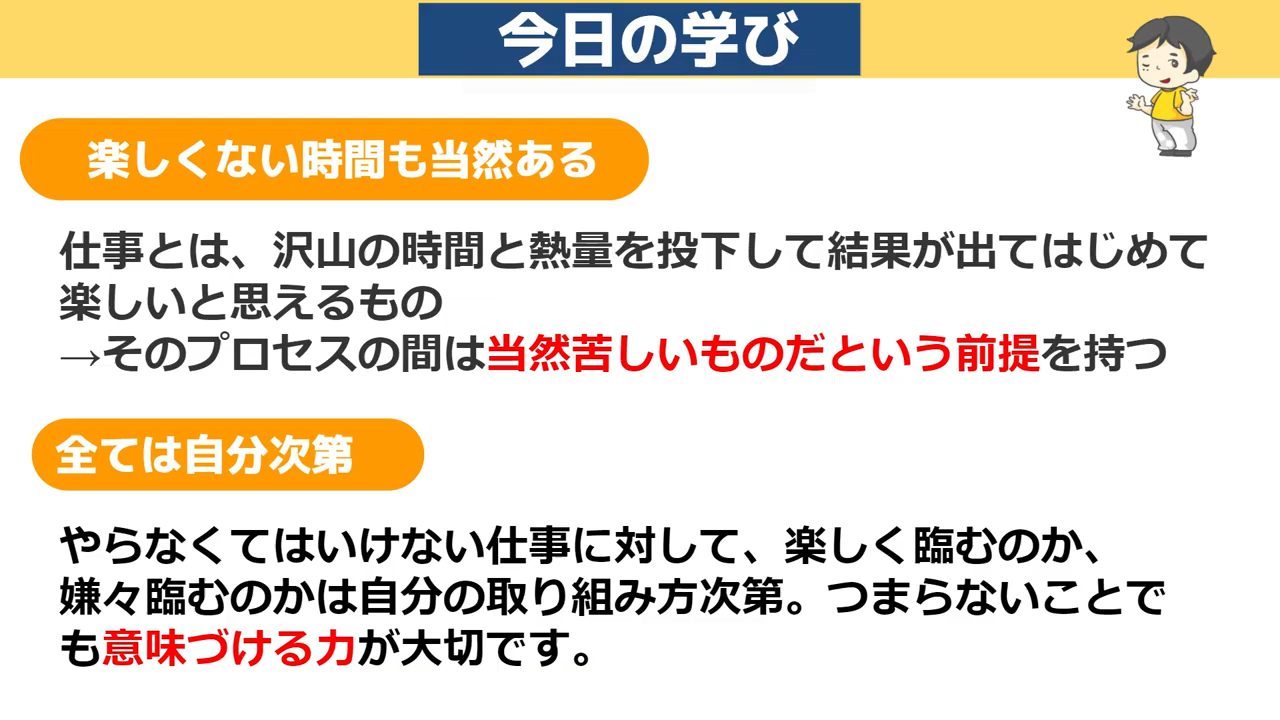 今日の学び
楽しくない時間も当然ある
仕事とは、沢山の時間と熱量を投下して結果が出てはじめて
楽しいと思えるもの
→そのプロセスの間は当然苦しいものだという前提を持つ
全ては自分次第
やらなくてはいけない仕事に対して、楽しく臨むのか、
嫌々臨むのかは自分の取り組み方次第。つまらないことで
も意味づける力が大切です。